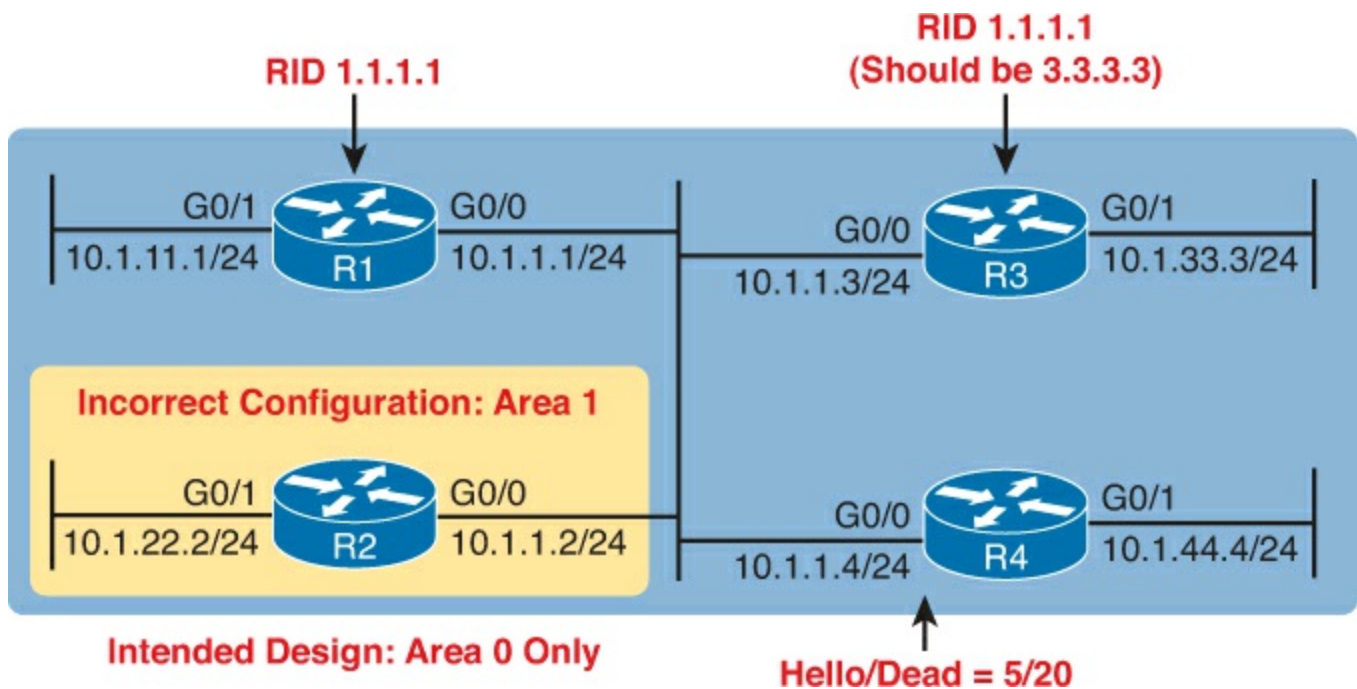 RID 1.1.1.1
RID 1.1.1.1
(Should be 3.3.3.3)
G0/1
10.1.11.1/24
R1
G0/0
10.1.1.1/24
G0/0
10.1.1.3/24
R3
G0/1
10.1.33.3/24
Incorrect Configuration: Area 1
G0/1
10.1.22.2/24
R2
G0/0
10.1.1.2/24
G0/0
10.1.1.4/24
R4
G0/1
10.1.44.4/24
Intended Design: Area 0 Only
Hello/Dead = 5/20